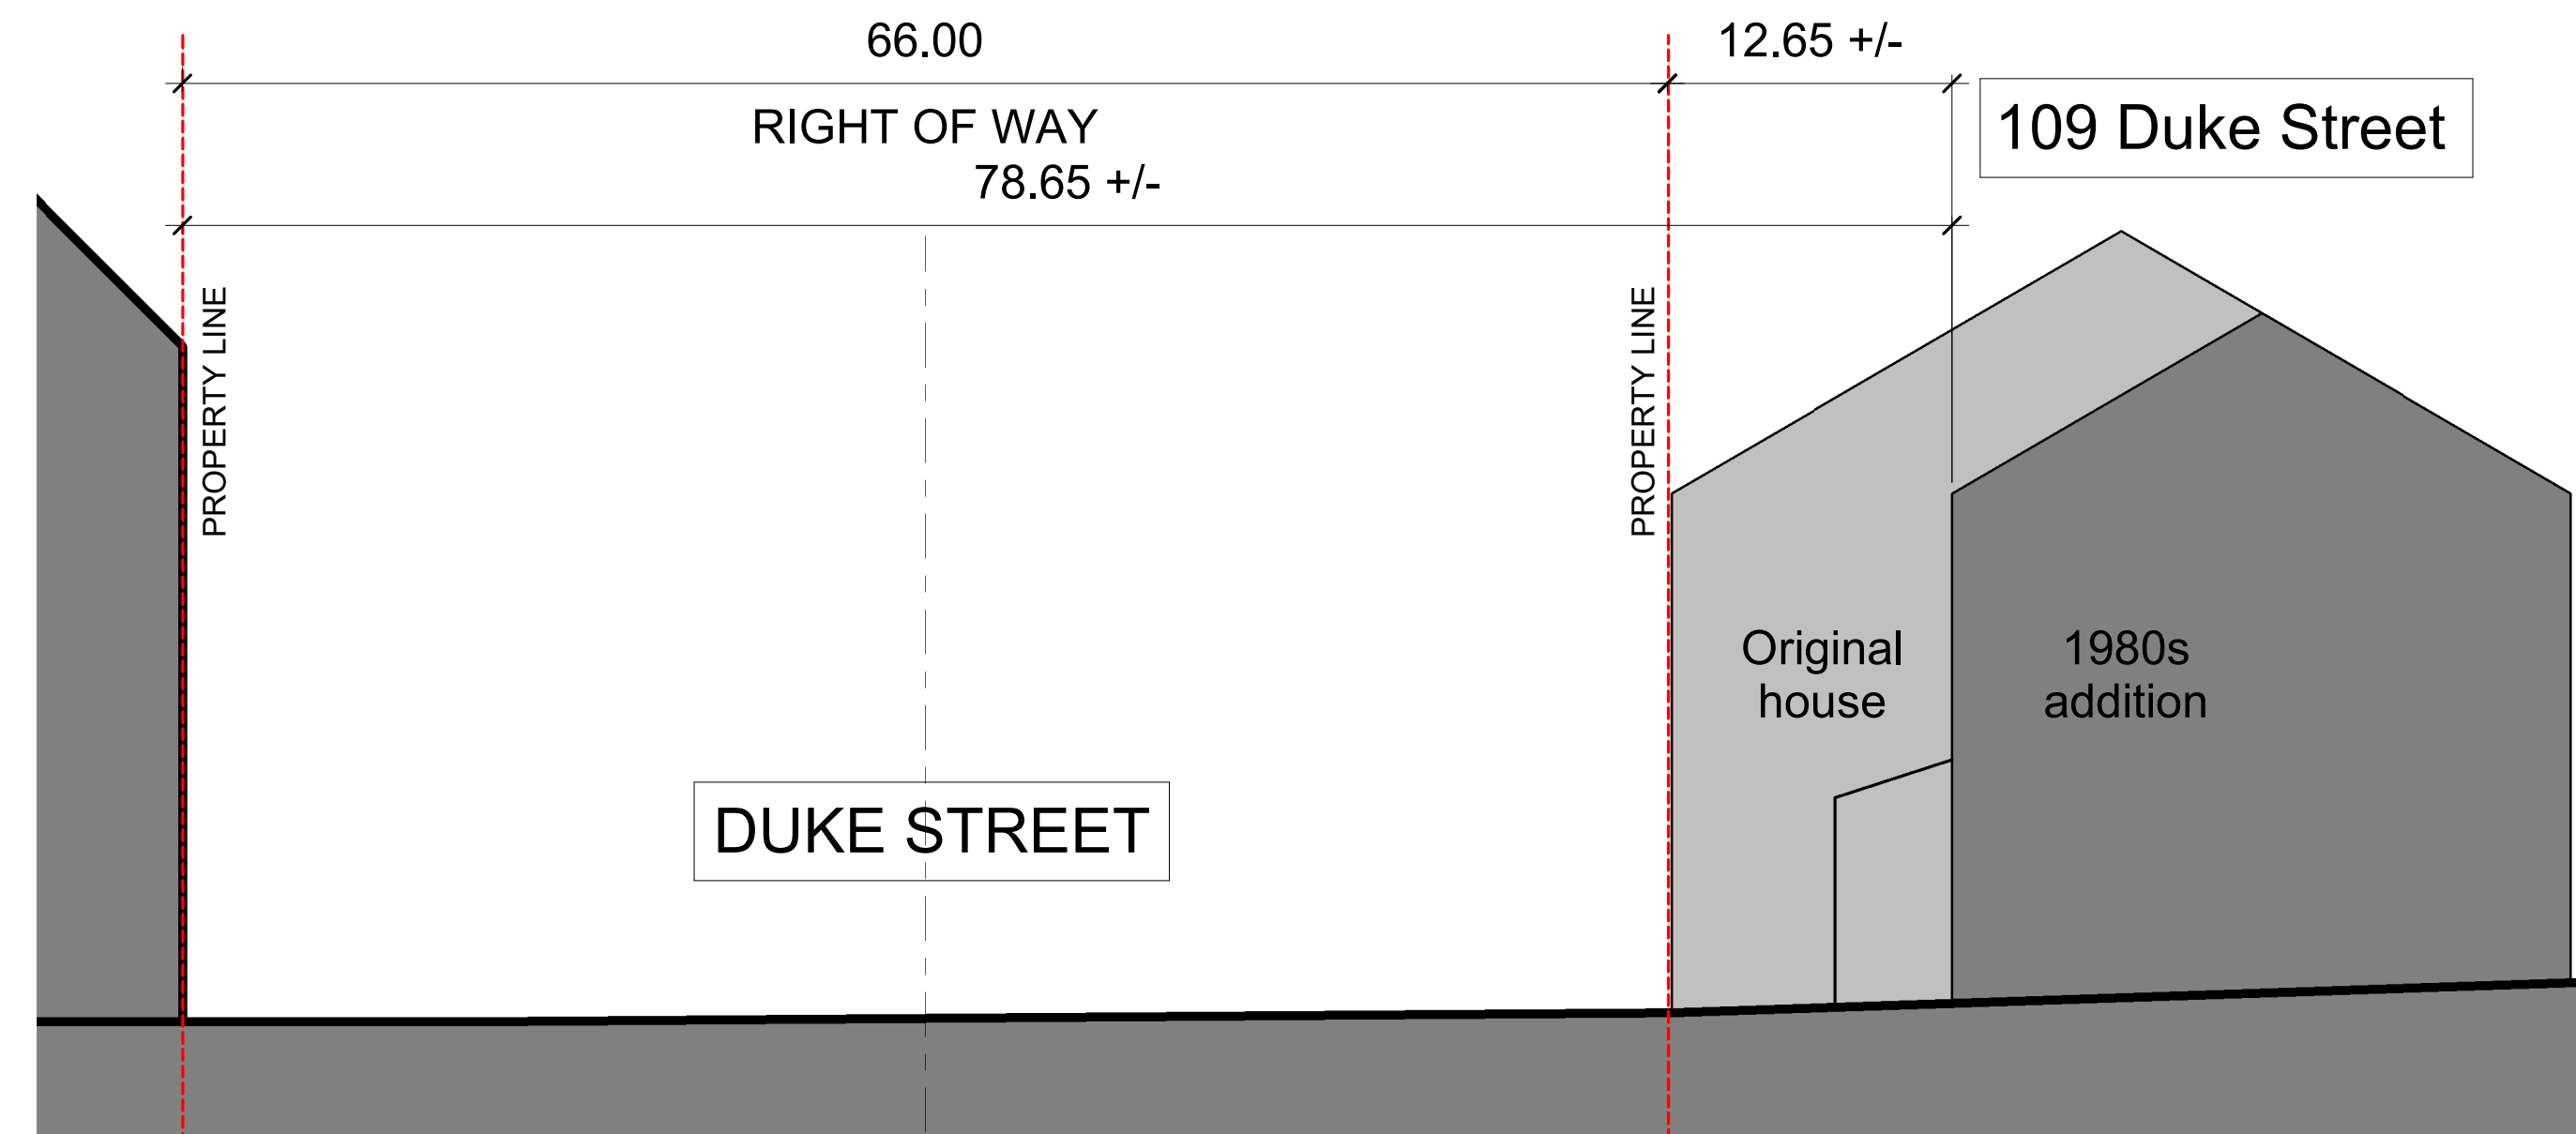 66.00
12.65 +/-
RIGHT OF WAY
109 Duke Street
78.65 +/-
PROPERTY LINE
PROPERTY LINE
Original
house
1980s
addition
DUKE STREET